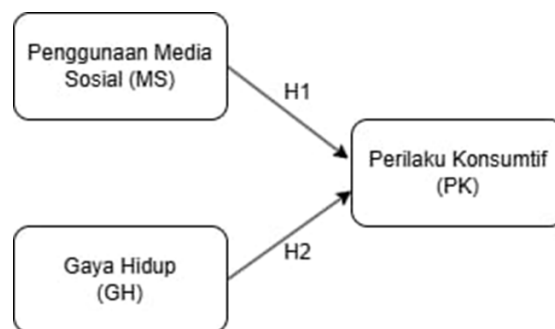 Penggunaan Media
Sosial (MS)
H1
Perilaku Konsumtif
(PK)
Gaya Hidup
(GH)
H2